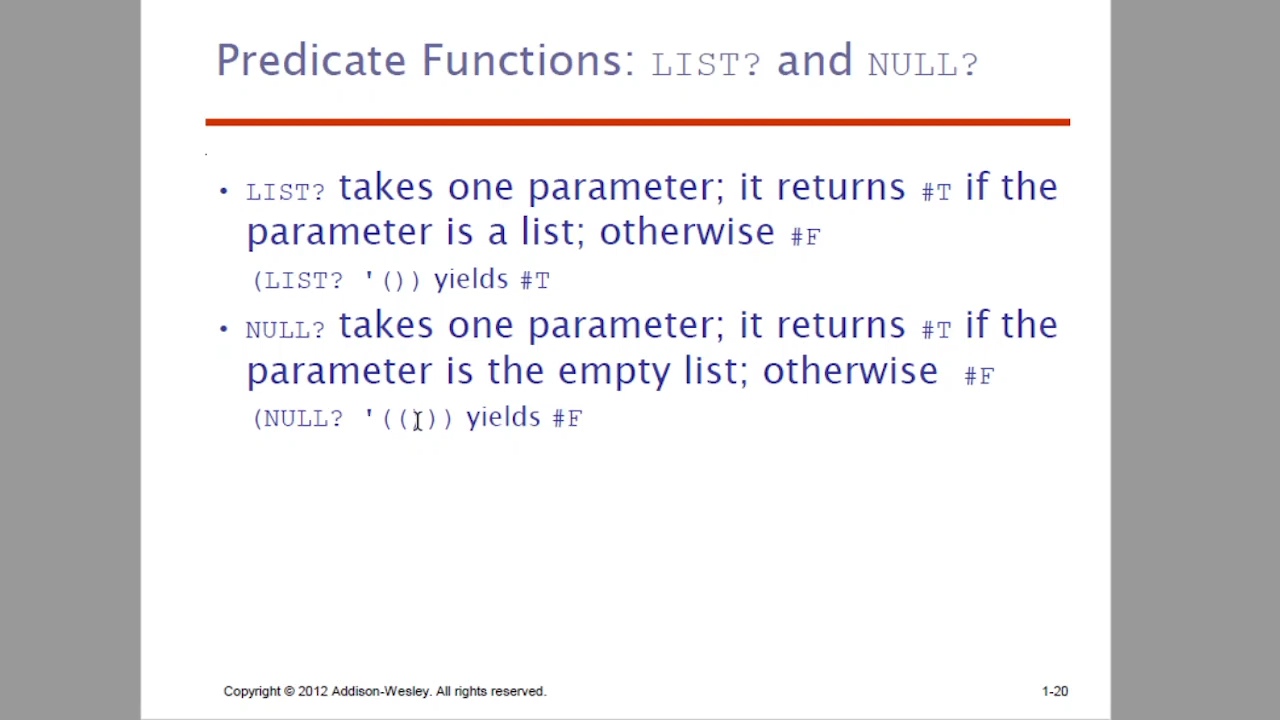 Predicate Functions: LIST? and NULL?
• LIST? takes one parameter; it returns #T if the
parameter is a list; otherwise #F
(LIST? '()) yields #T
• NULL? takes one parameter; it returns #T if the
parameter is the empty list; otherwise #F
(NULL? '(())) yields #F
Copyright © 2012 Addison-Wesley. All rights reserved.
1-20